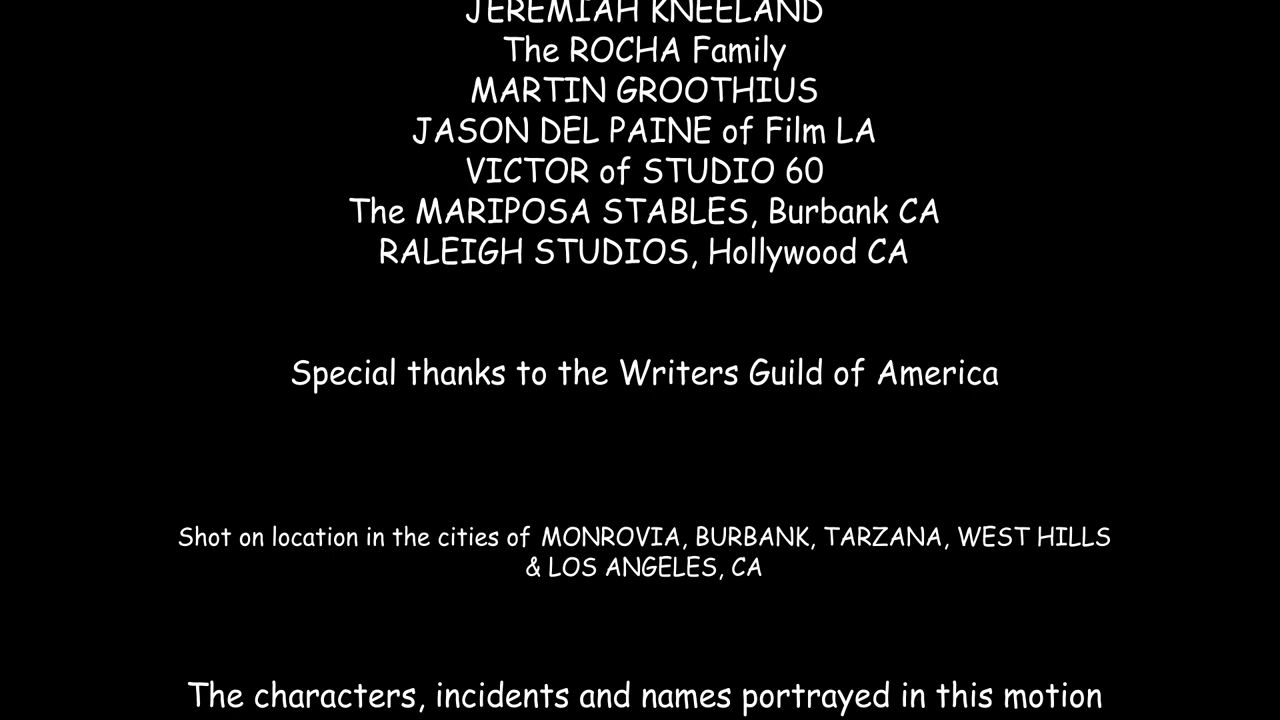 JEREMIAH KNEELAND
The ROCHA Family
MARTIN GROOTHIUS
JASON DEL PAINE of Film LA
VICTOR of STUDIO 60
The MARIPOSA STABLES, Burbank CA
RALEIGH STUDIOS, Hollywood CA
Special thanks to the Writers Guild of America
Shot on location in the cities of MONROVIA, BURBANK, TARZANA, WEST HILLS
& LOS ANGELES, CA
The characters, incidents and names portrayed in this motion